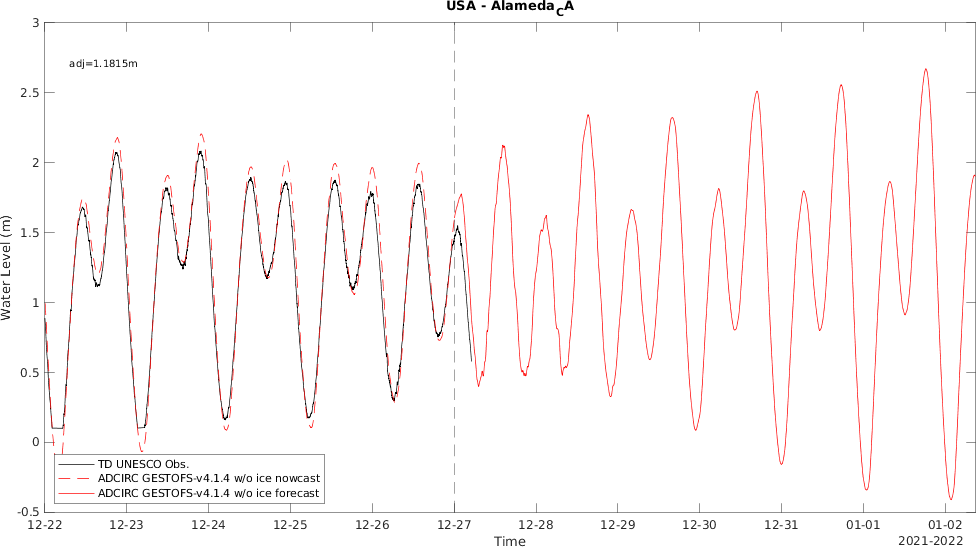 USA - Alameda_CA
3
adj=1.1815m
2.5
2
1.5
Water Level (m)
1
0.5
0
TD UNESCO Obs.
ADCIRC GESTOFS-v4.1.4 w/o ice nowcast
ADCIRC GESTOFS-v4.1.4 w/o ice forecast
-0.5
12-22 12-23 12-24 12-25 12-26 12-27 12-28 12-29 12-30 12-31 01-01 01-02
Time 2021-2022